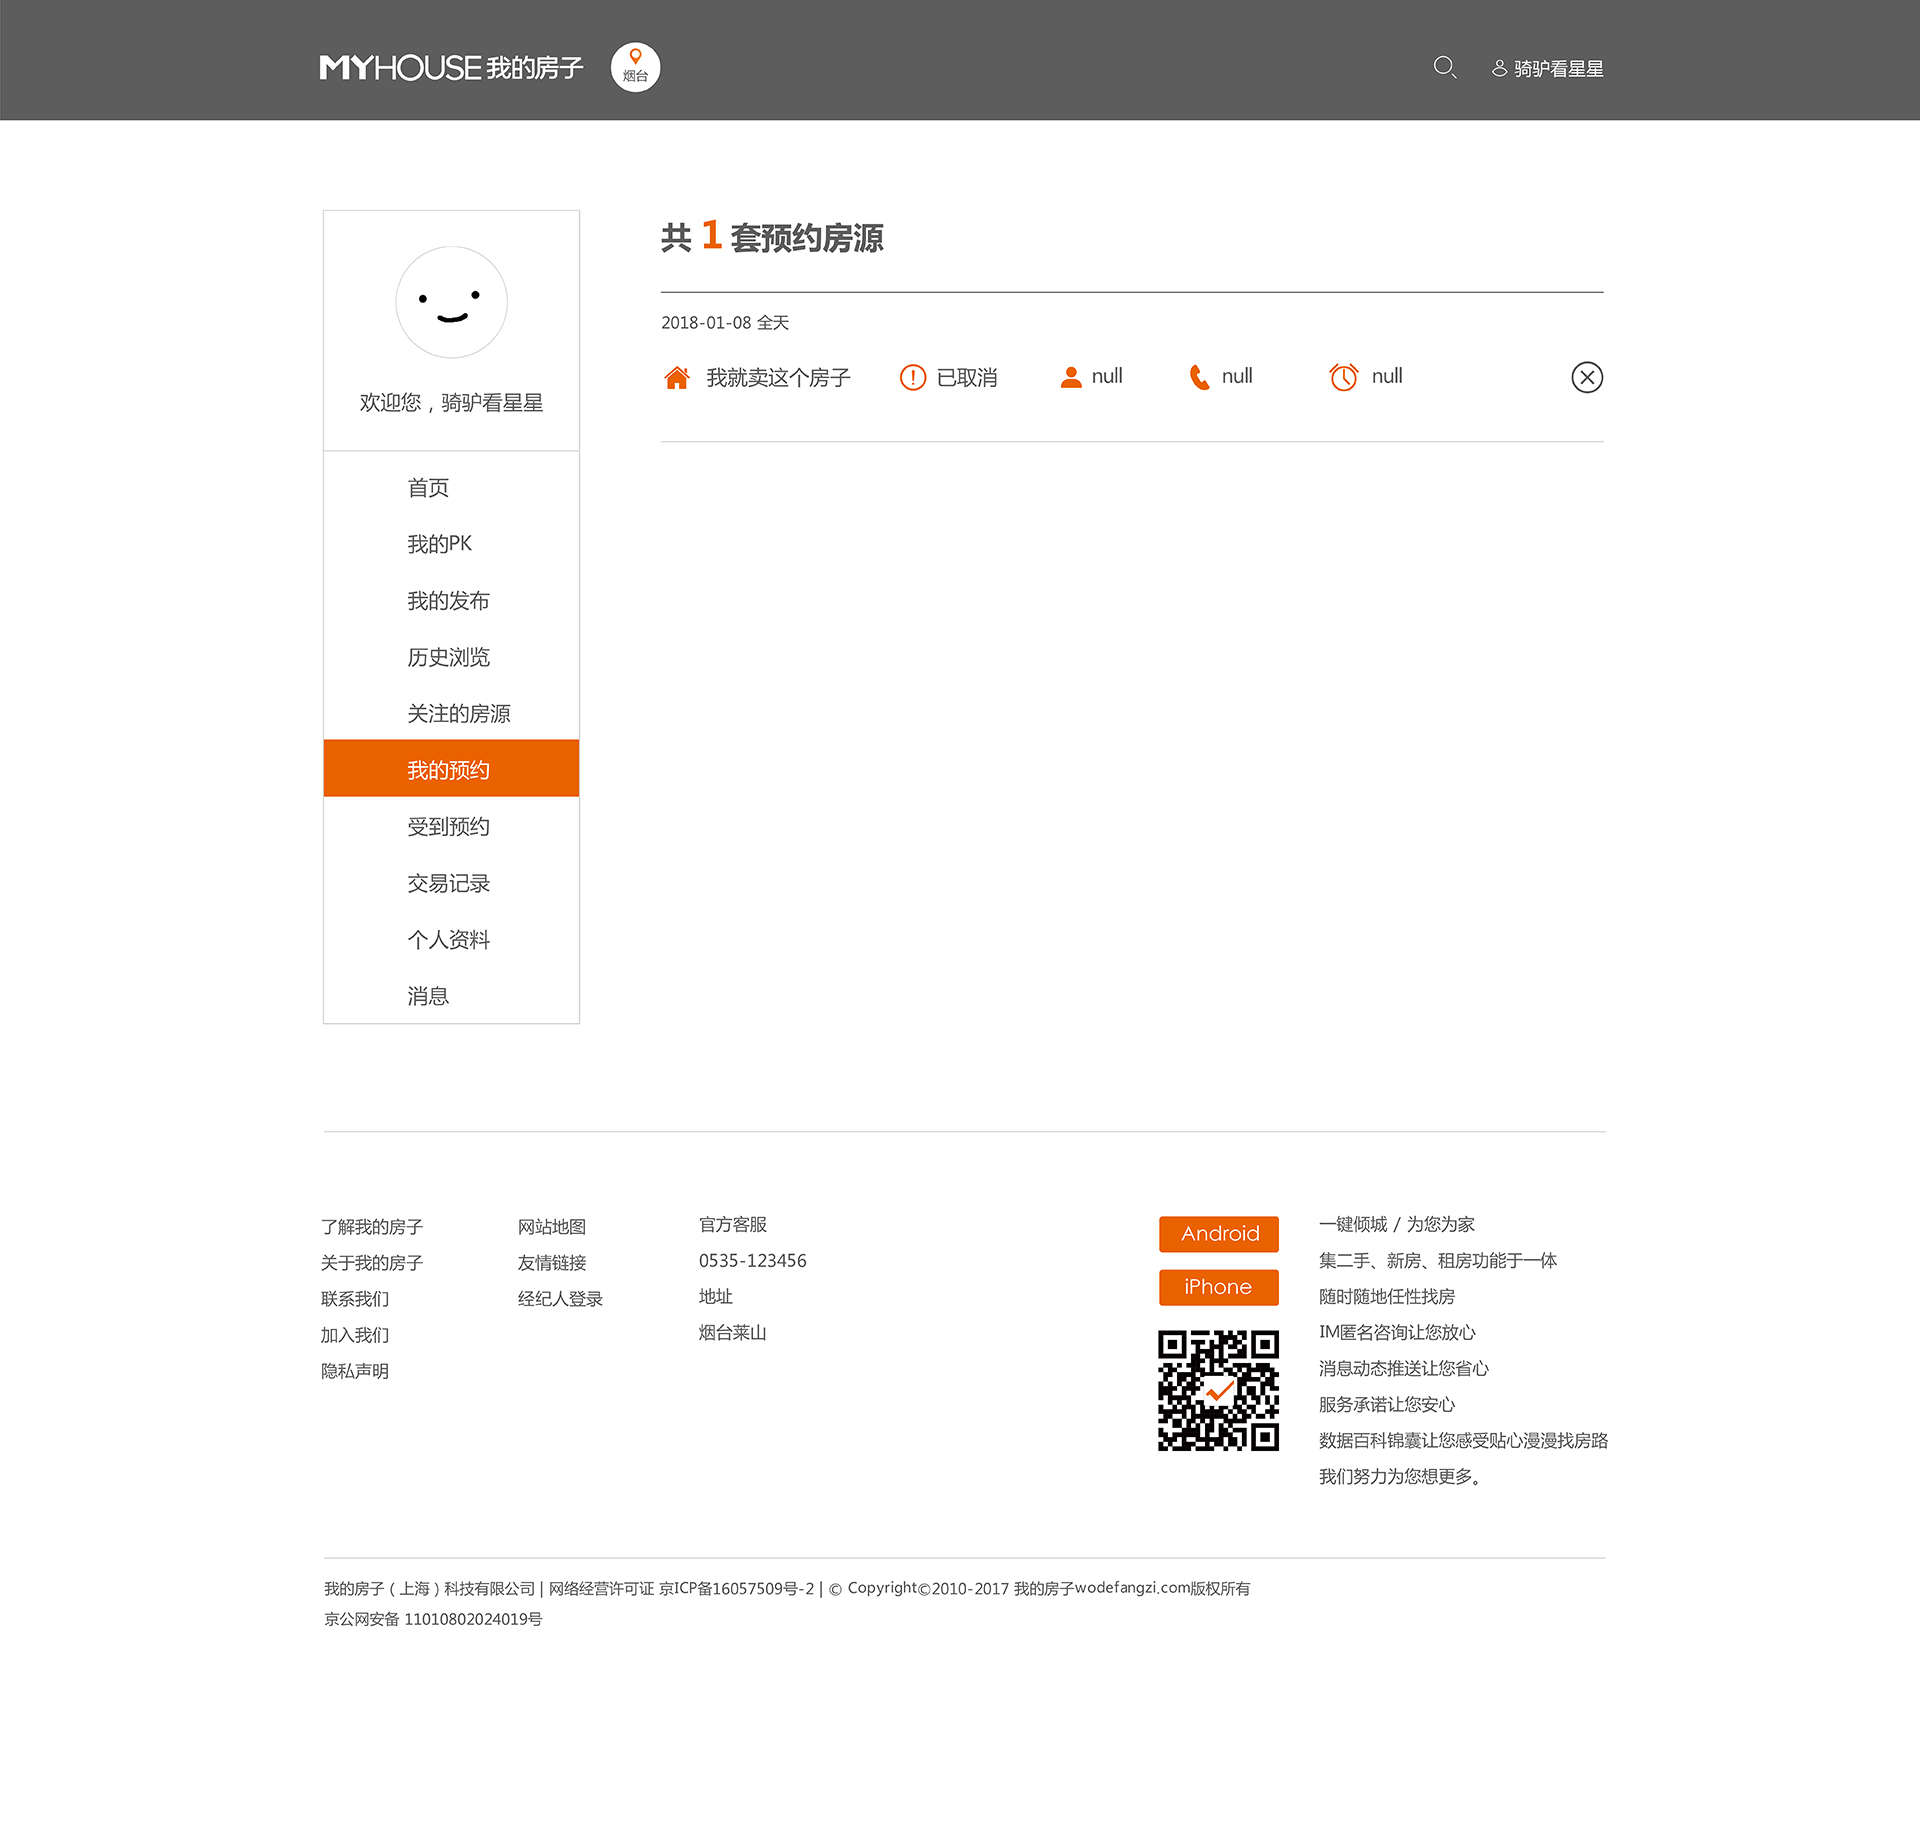 MYHOUSE 我的房子
烟台
骑驴看星星
欢迎您，骑驴看星星
首页
我的PK
我的发布
历史浏览
关注的房源
我的预约
受到预约
交易记录
个人资料
消息
共 1 套预约房源
2018-01-08 全天
我就卖这个房子 已取消 null null null
了解我的房子
关于我的房子
联系我们
加入我们
隐私声明
网站地图
友情链接
经纪人登录
官方客服
0535-123456
地址
烟台莱山
Android
iPhone
一键倾城 / 为您为家
集二手、新房、租房功能于一体
随时随地任性找房
IM匿名咨询让您放心
消息动态推送让您省心
服务承诺让您安心
数据百科锦囊让您感受贴心漫漫找房路
我们努力为您想更多。
我的房子（上海）科技有限公司 | 网络经营许可证 京ICP备16057509号-2 | © Copyright©2010-2017 我的房子wodefangzi.com版权所有
京公网安备 11010802024019号